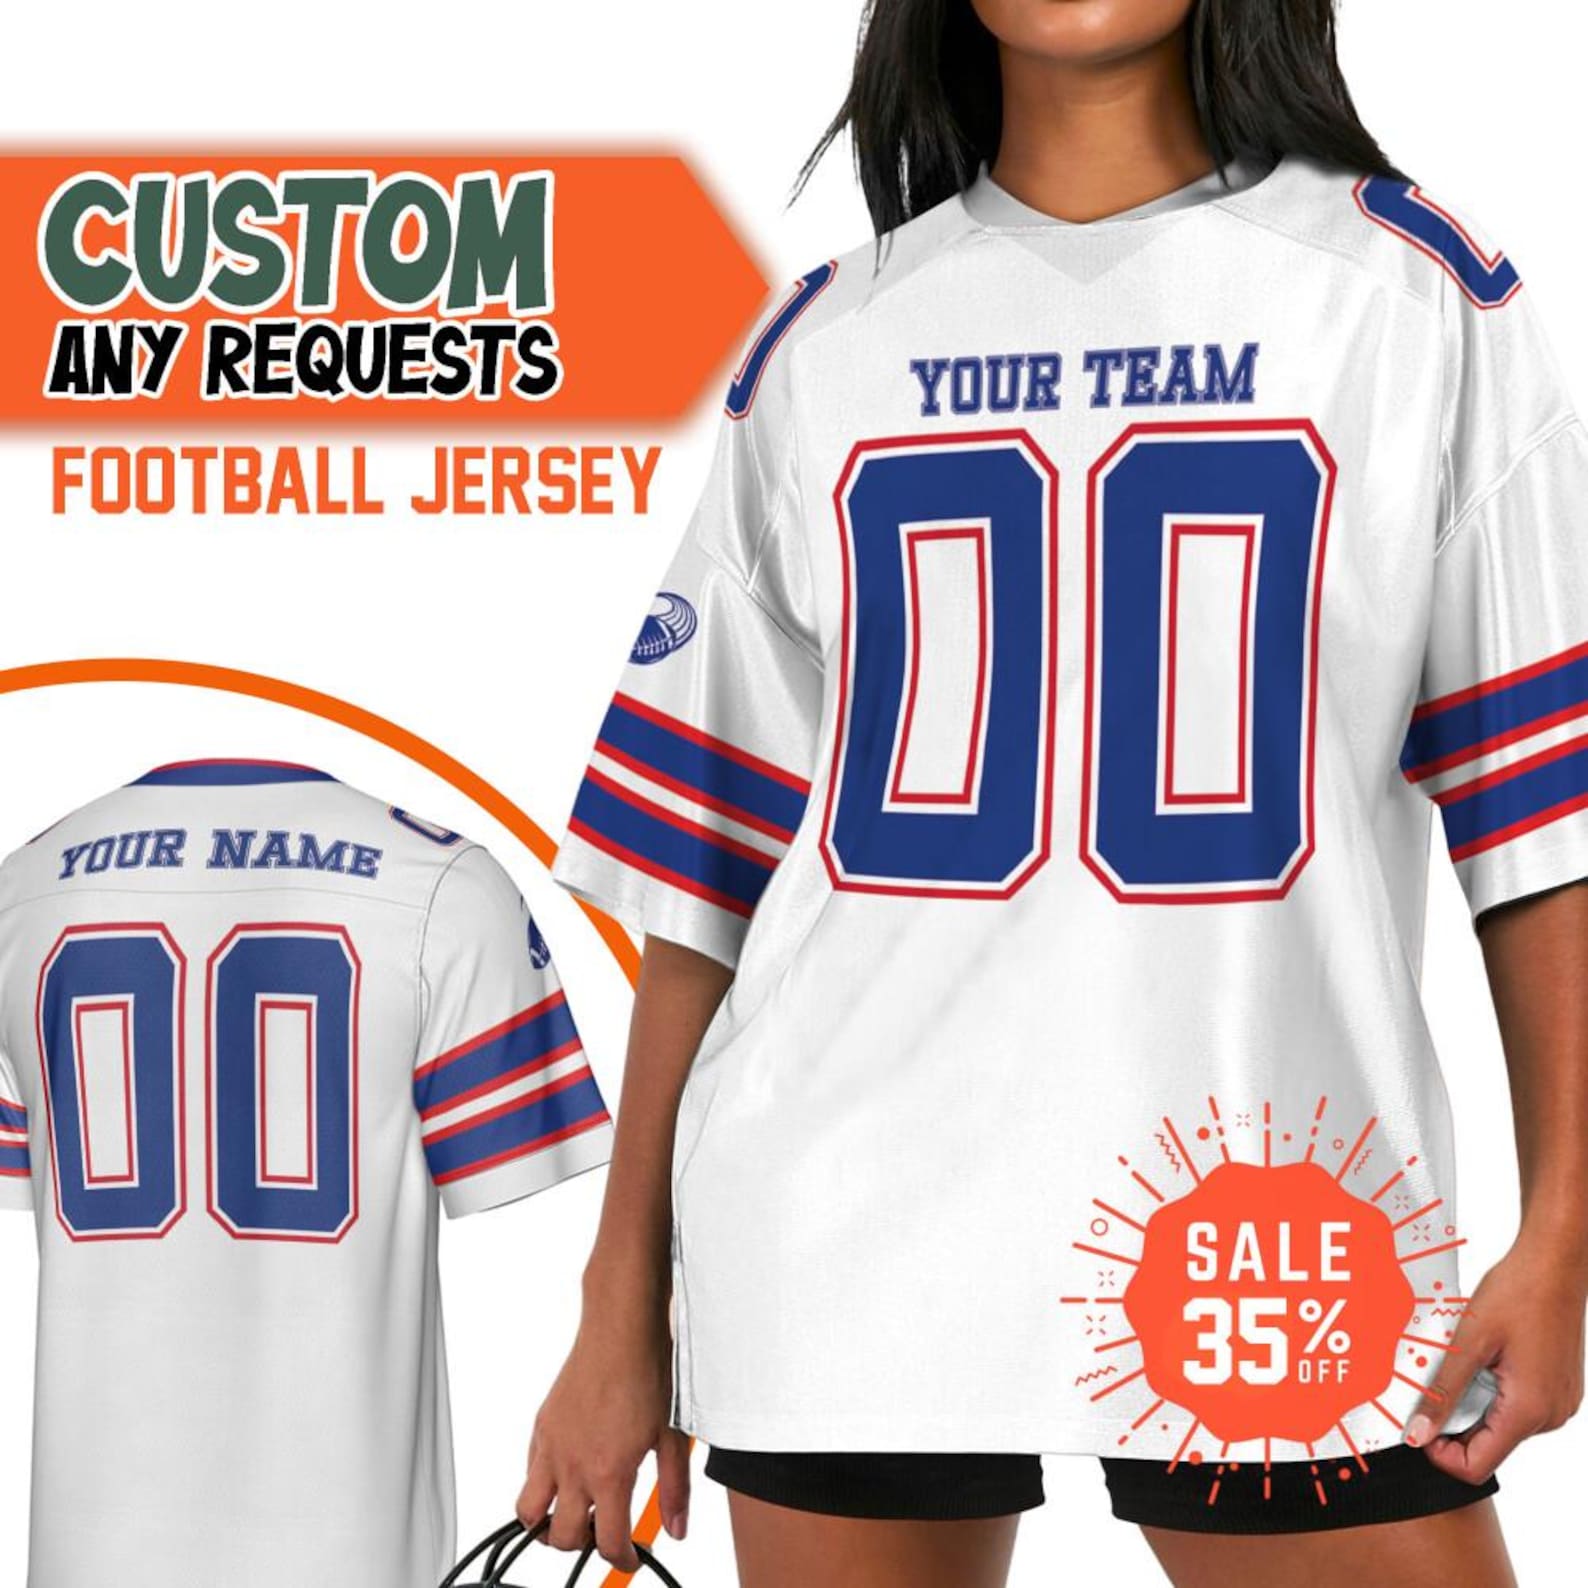 CUSTOM
ANY REQUESTS
FOOTBALL JERSEY
YOUR TEAM
00
YOUR NAME
00
SALE
35%
OFF